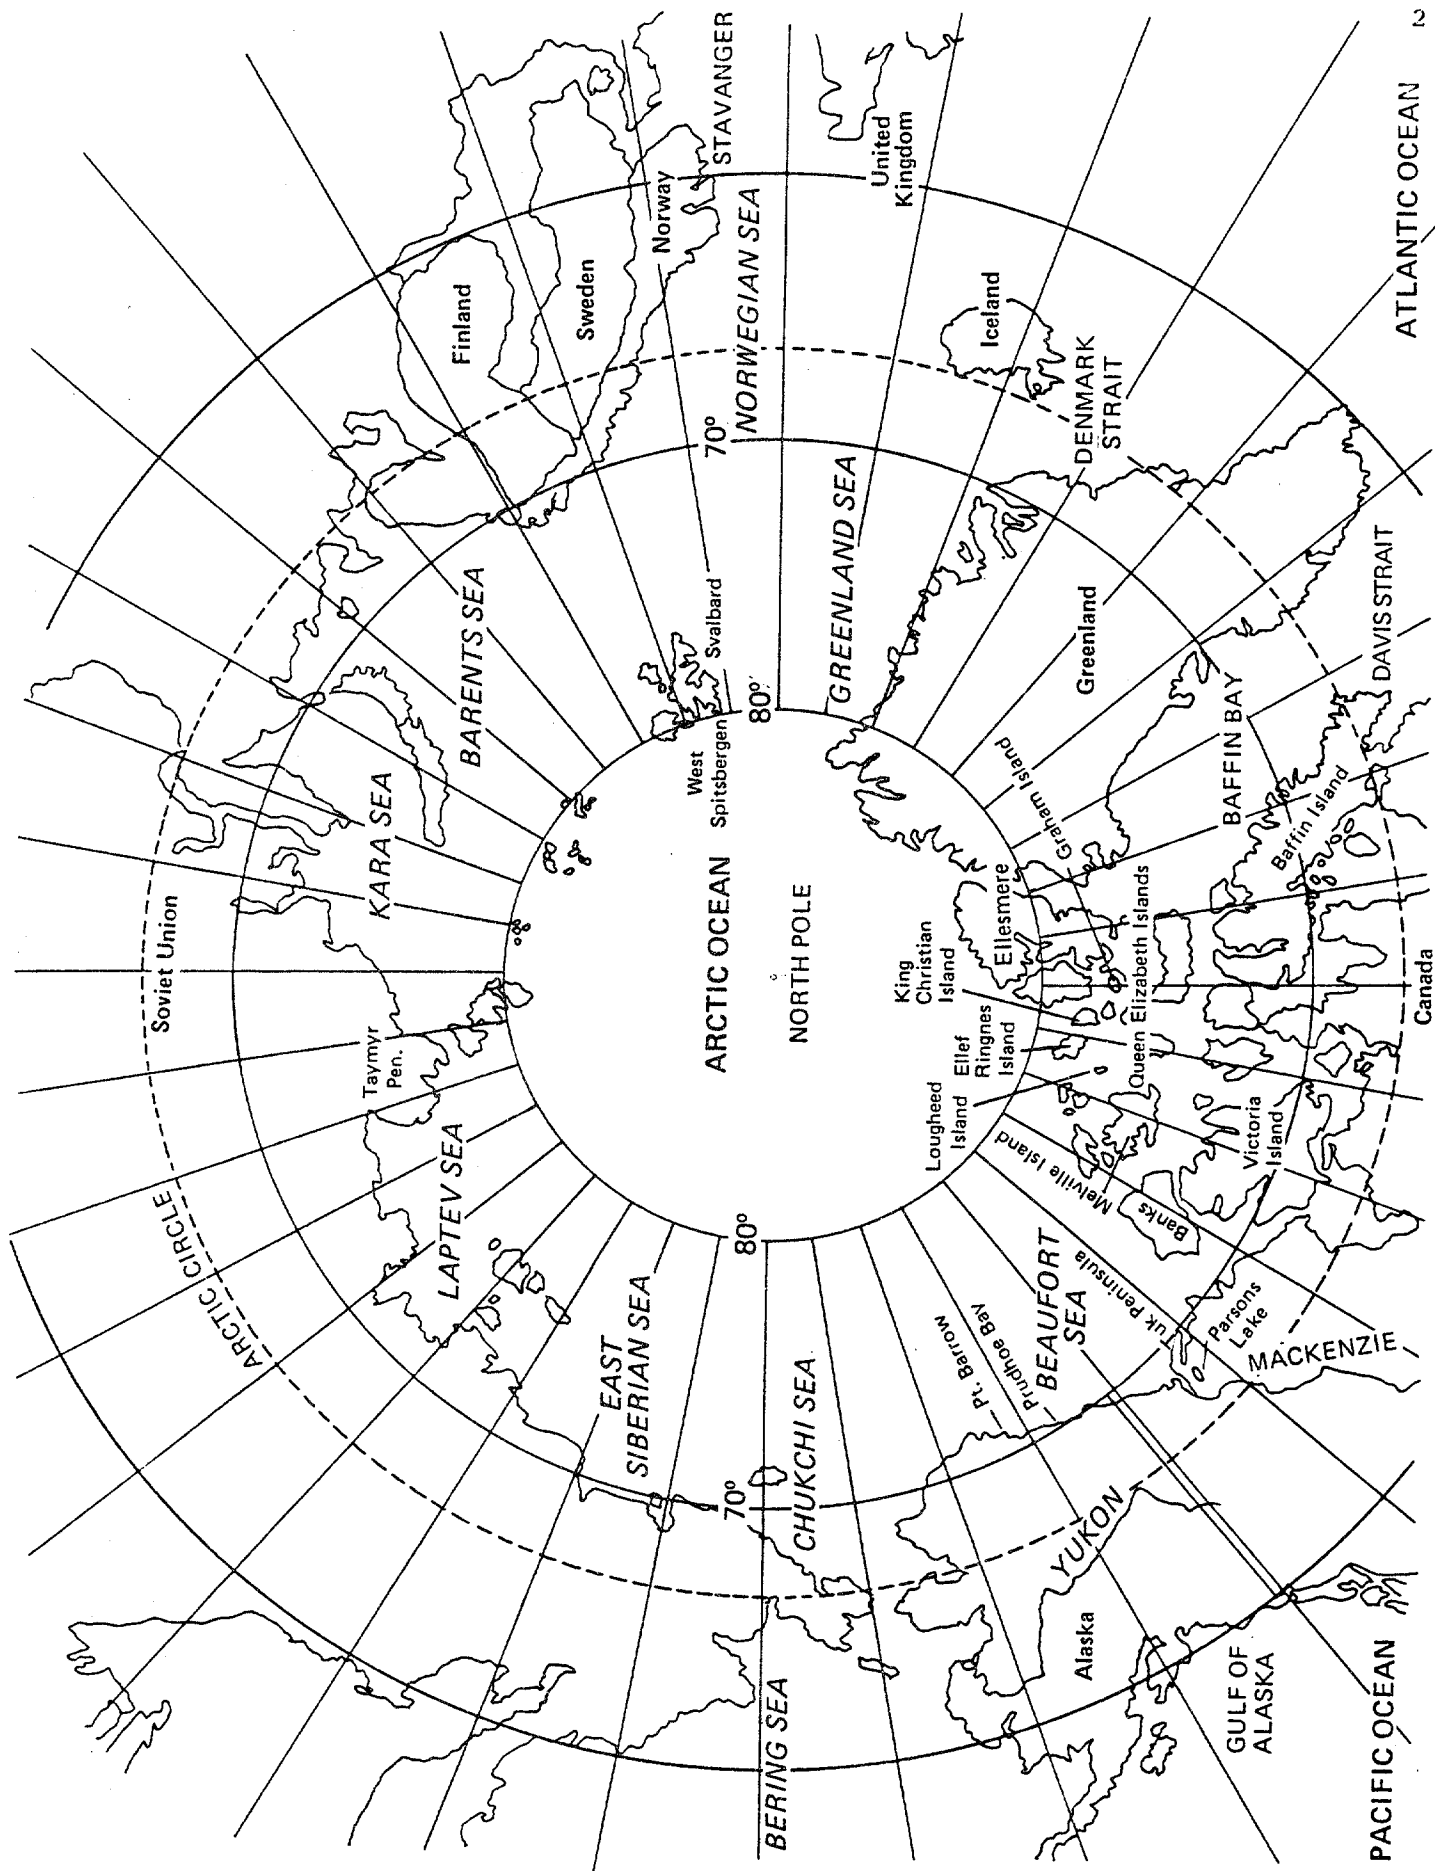 2
STAVANGER
United
Kingdom
Norway
ATLANTIC OCEAN
Finland
Sweden
NORWEGIAN SEA
Iceland
DENMARK
STRAIT
70°
GREENLAND SEA
BARENTS SEA
Svalbard
Greenland
DAVIS STRAIT
80°
West
Spitsbergen
KARA SEA
Graham Island
BAFFIN BAY
Baffin Island
Soviet Union
ARCTIC OCEAN
NORTH POLE
King
Christian
Island
Ellesmere
Queen Elizabeth Islands
Canada
Taymyr
Pen.
Ellef
Ringnes
Island
Lougheed
Island
Victoria
Island
Melville Island
Banks
LAPTEV SEA
ARCTIC CIRCLE
80°
BEAUFORT
SEA
Tuk Peninsula
Parsons
Lake
MACKENZIE
EAST
SIBERIAN SEA
Pt. Barrow
Prudhoe Bay
70°
CHUKCHI SEA
YUKON
Alaska
BERING SEA
GULF OF
ALASKA
PACIFIC OCEAN